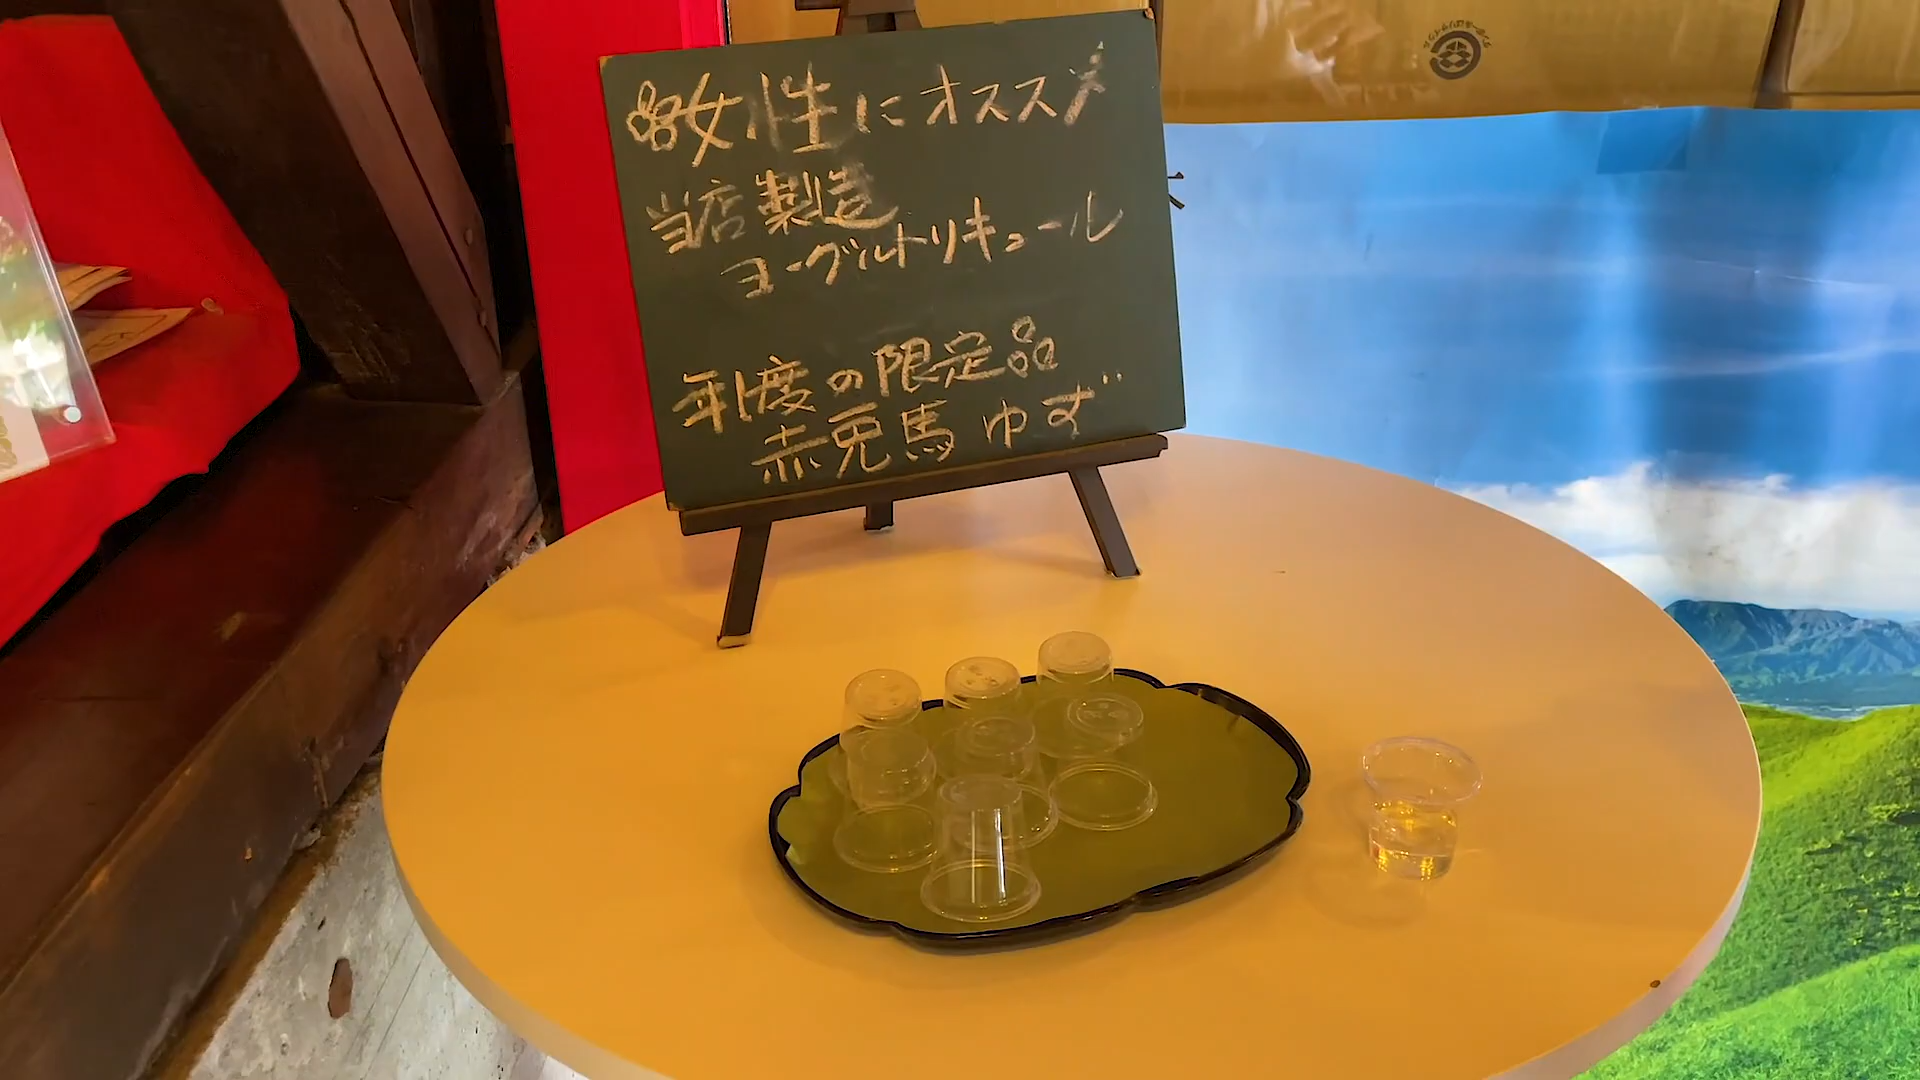 女性にオススメ
当店製造
ヨーグルトリキュール
年1度の限定品
赤兎馬 ゆず